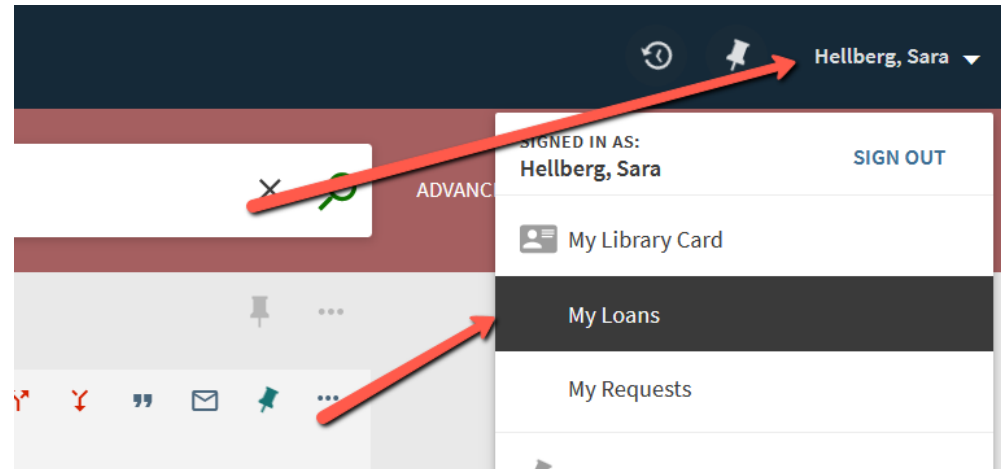 Hellberg, Sara
SIGNED IN AS:
Hellberg, Sara
SIGN OUT
ADVANC
My Library Card
My Loans
My Requests